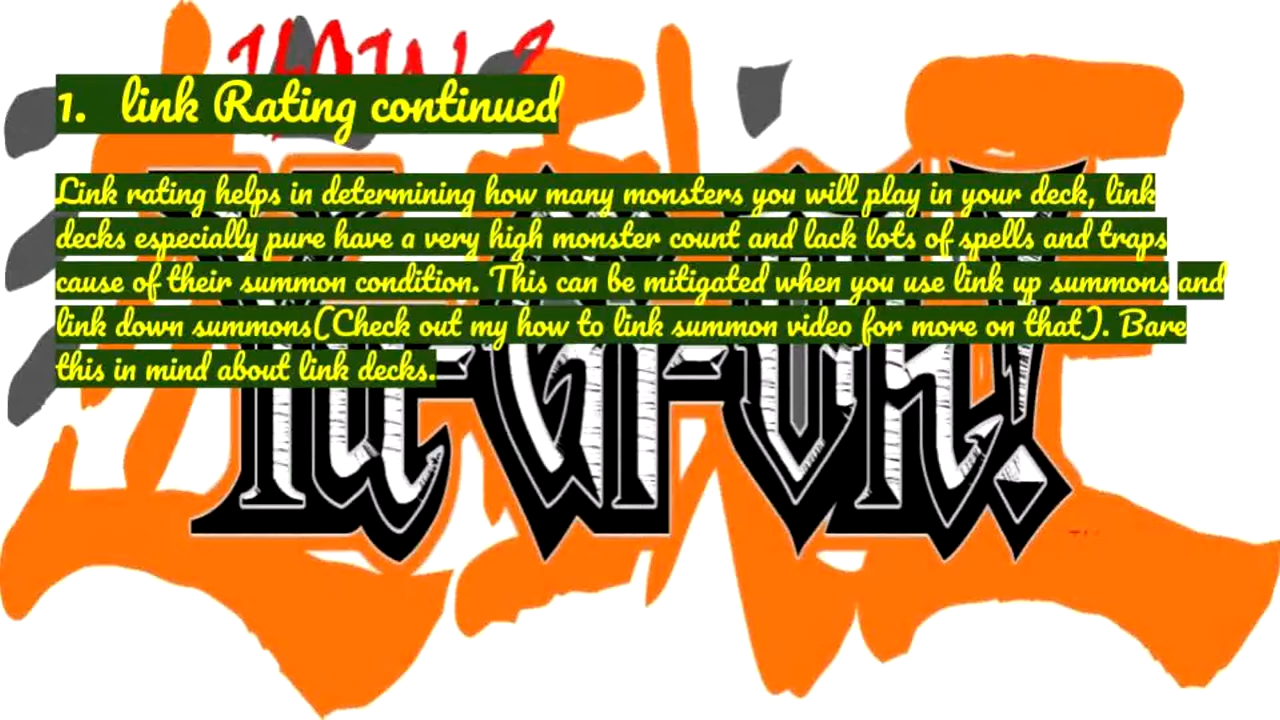 1. link Rating continued
Link rating helps in determining how many monsters you will play in your deck, link
decks especially pure have a very high monster count and lack lots of spells and traps
cause of their summon condition. This can be mitigated when you use link up summons and
link down summons(Check out my how to link summon video for more on that). Bare
this in mind about link decks.
Yu-Gi-Oh!